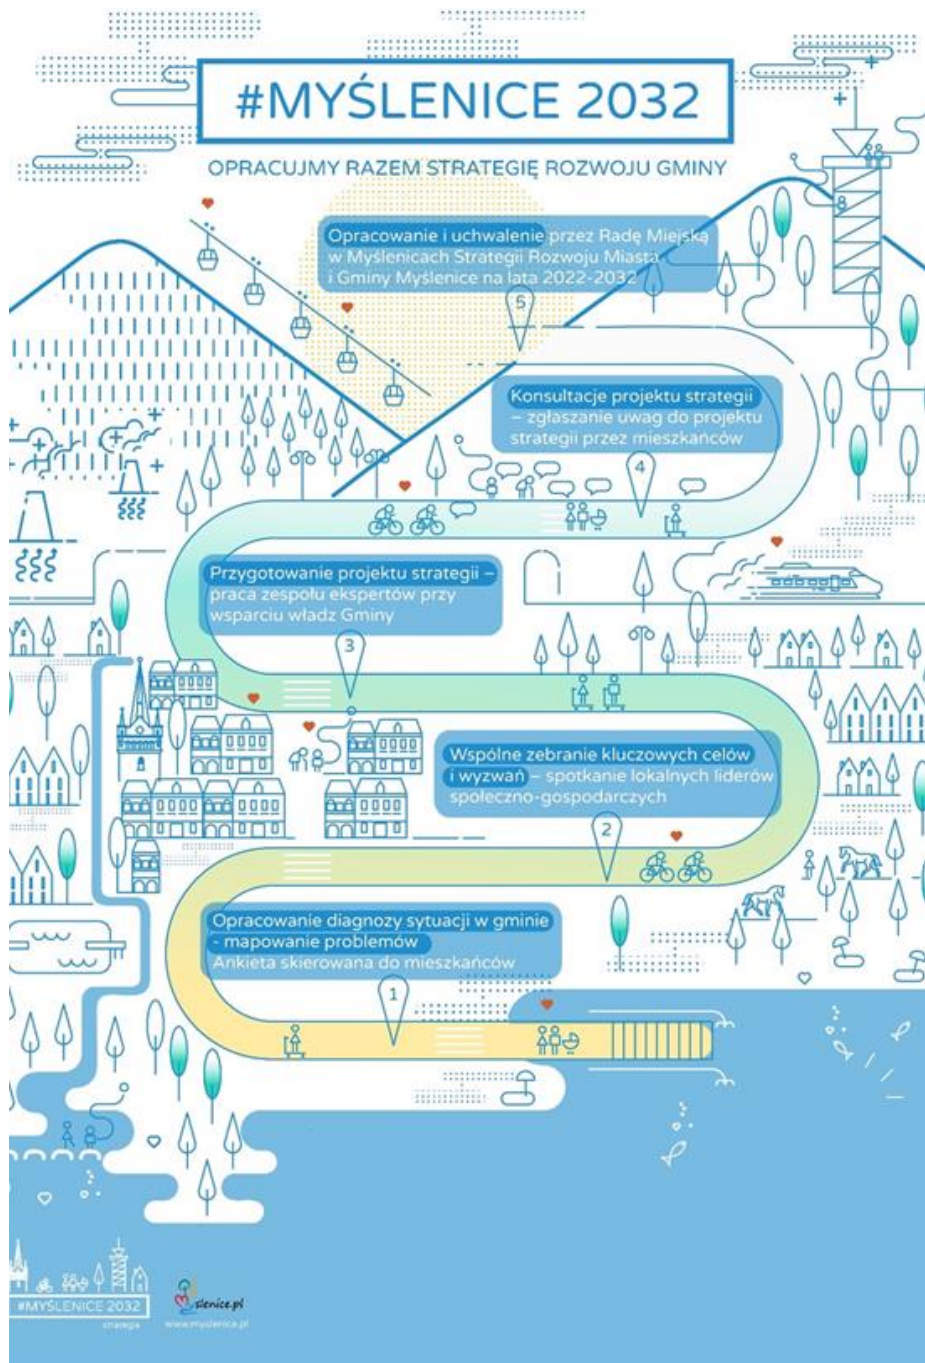 #MYŚLENICE 2032
OPRACUJMY RAZEM STRATEGIĘ ROZWOJU GMINY
Opracowanie i uchwalenie przez Radę Miejską
w Myślenicach Strategii Rozwoju Miasta
i Gminy Myślenice na lata 2022-2032
5
Konsultacje projektu strategii
– zgłaszanie uwag do projektu
strategii przez mieszkańców
4
Przygotowanie projektu strategii –
praca zespołu ekspertów przy
wsparciu władz Gminy
3
Wspólne zebranie kluczowych celów
i wyzwań – spotkanie lokalnych liderów
społeczno-gospodarczych
2
Opracowanie diagnozy sytuacji w gminie
- mapowanie problemów
Ankieta skierowana do mieszkańców
1
#MYŚLENICE 2032
strategia
Myślenice.pl
www.myslenice.pl